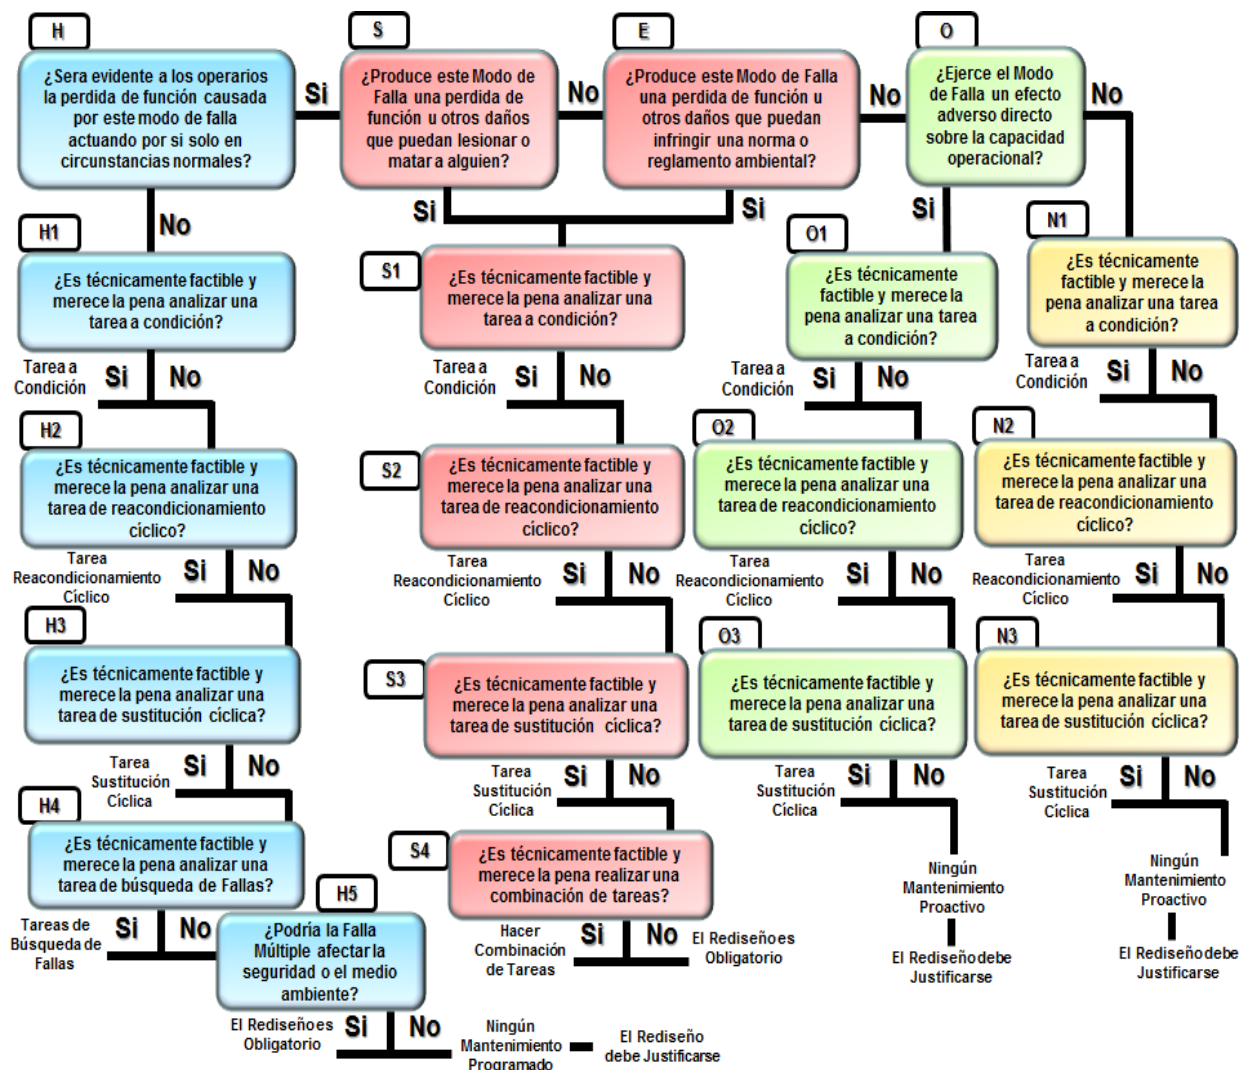 H
¿Sera evidente a los operarios
la perdida de función causada
por este modo de falla
actuando por si solo en
circunstancias normales?
Si
No
S
¿Produce este Modo de
Falla una perdida de
función u otros daños
que puedan lesionar o
matar a alguien?
No
Si
E
¿Produce este Modo de Falla
una perdida de función u
otros daños que puedan
infringir una norma o
reglamento ambiental?
No
Si
O
¿Ejerce el Modo
de Falla un efecto
adverso directo
sobre la capacidad
operacional?
No
Si
H1
¿Es técnicamente factible y
merece la pena analizar una
tarea a condición?
Tarea a
Condición
Si
No
H2
¿Es técnicamente factible y
merece la pena analizar una
tarea de reacondicionamiento
cíclico?
Tarea
Reacondicionamiento
Cíclico
Si
No
H3
¿Es técnicamente factible y
merece la pena analizar una
tarea de sustitución cíclica?
Tarea
Sustitución
Cíclica
Si
No
H4
¿Es técnicamente factible y
merece la pena analizar una
tarea de búsqueda de Fallas?
Tareas de
Búsqueda de
Fallas
Si
No
H5
¿Podría la Falla
Múltiple afectar la
seguridad o el medio
ambiente?
El Rediseño es
Obligatorio
Si
No
Ningún
Mantenimiento
Programado
El Rediseño
debe Justificarse
S1
¿Es técnicamente factible y
merece la pena analizar una
tarea a condición?
Tarea a
Condición
Si
No
S2
¿Es técnicamente factible y
merece la pena analizar una
tarea de reacondicionamiento
cíclico?
Tarea
Reacondicionamiento
Cíclico
Si
No
S3
¿Es técnicamente factible y
merece la pena analizar una
tarea de sustitución cíclica?
Tarea
Sustitución
Cíclica
Si
No
S4
¿Es técnicamente factible y
merece la pena realizar una
combinación de tareas?
Hacer
Combinación
de Tareas
Si
No
El Rediseño es
Obligatorio
O1
¿Es técnicamente
factible y merece la
pena analizar una tarea
a condición?
Tarea a
Condición
Si
No
O2
¿Es técnicamente factible y
merece la pena analizar una
tarea de reacondicionamiento
cíclico?
Tarea
Reacondicionamiento
Cíclico
Si
No
O3
¿Es técnicamente factible y
merece la pena analizar una
tarea de sustitución cíclica?
Tarea
Sustitución
Cíclica
Si
No
Ningún
Mantenimiento
Proactivo
El Rediseño debe
Justificarse
N1
¿Es técnicamente
factible y merece la
pena analizar una tarea
a condición?
Tarea a
Condición
Si
No
N2
¿Es técnicamente factible y
merece la pena analizar una
tarea de reacondicionamiento
cíclico?
Tarea
Reacondicionamiento
Cíclico
Si
No
N3
¿Es técnicamente factible y
merece la pena analizar una
tarea de sustitución cíclica?
Tarea
Sustitución
Cíclica
Si
No
Ningún
Mantenimiento
Proactivo
El Rediseño debe
Justificarse